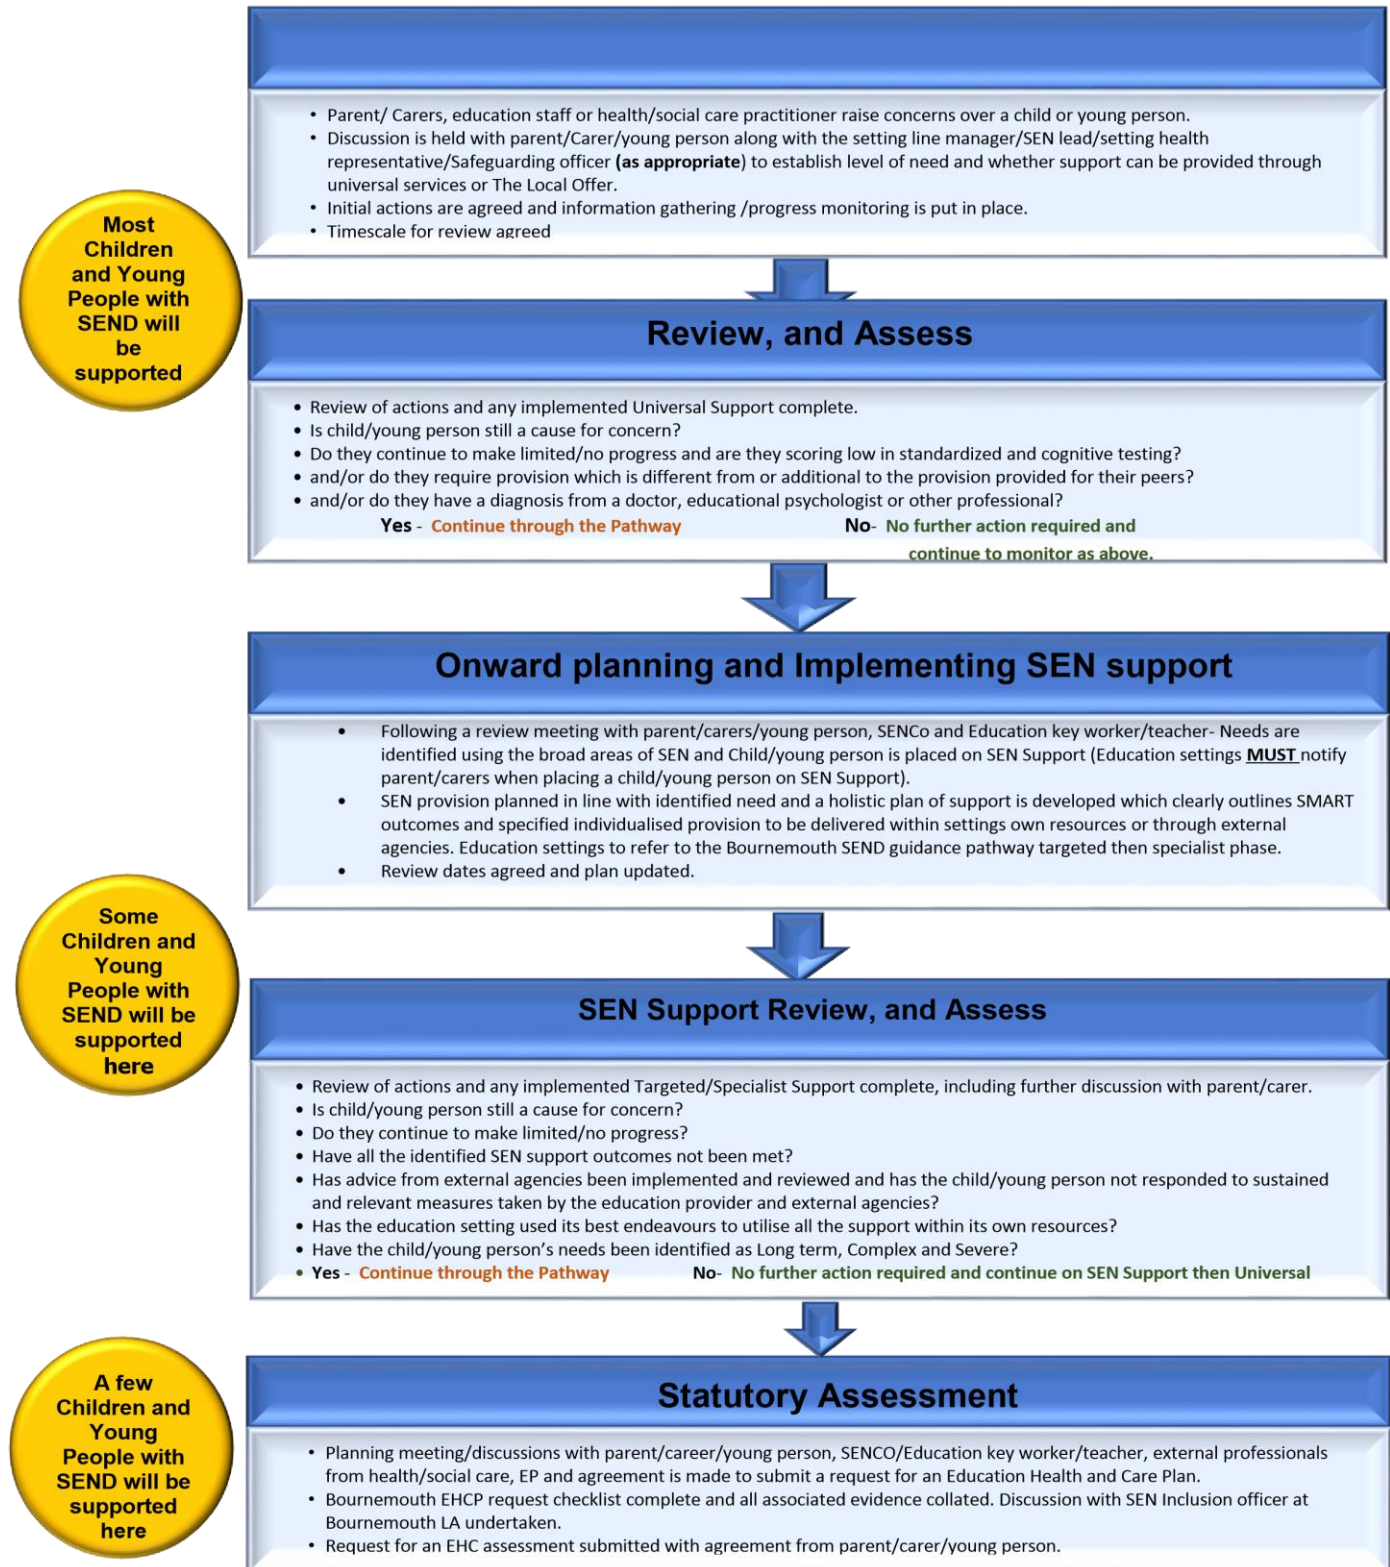 • Parent/ Carers, education staff or health/social care practitioner raise concerns over a child or young person.
• Discussion is held with parent/Carer/young person along with the setting line manager/SEN lead/setting health
representative/Safeguarding officer (as appropriate) to establish level of need and whether support can be provided through
universal services or The Local Offer.
• Initial actions are agreed and information gathering /progress monitoring is put in place.
• Timescale for review agreed
Most
Children
and Young
People with
SEND will
be
supported
Review, and Assess
• Review of actions and any implemented Universal Support complete.
• Is child/young person still a cause for concern?
• Do they continue to make limited/no progress and are they scoring low in standardized and cognitive testing?
• and/or do they require provision which is different from or additional to the provision provided for their peers?
• and/or do they have a diagnosis from a doctor, educational psychologist or other professional?
Yes - Continue through the Pathway No- No further action required and
continue to monitor as above.
Onward planning and Implementing SEN support
• Following a review meeting with parent/carers/young person, SENCo and Education key worker/teacher- Needs are
identified using the broad areas of SEN and Child/young person is placed on SEN Support (Education settings MUST notify
parent/carers when placing a child/young person on SEN Support).
• SEN provision planned in line with identified need and a holistic plan of support is developed which clearly outlines SMART
outcomes and specified individualised provision to be delivered within settings own resources or through external
agencies. Education settings to refer to the Bournemouth SEND guidance pathway targeted then specialist phase.
• Review dates agreed and plan updated.
Some
Children and
Young
People with
SEND will be
supported
here
SEN Support Review, and Assess
• Review of actions and any implemented Targeted/Specialist Support complete, including further discussion with parent/carer.
• Is child/young person still a cause for concern?
• Do they continue to make limited/no progress?
• Have all the identified SEN support outcomes not been met?
• Has advice from external agencies been implemented and reviewed and has the child/young person not responded to sustained
and relevant measures taken by the education provider and external agencies?
• Has the education setting used its best endeavours to utilise all the support within its own resources?
• Have the child/young person's needs been identified as Long term, Complex and Severe?
• Yes - Continue through the Pathway No- No further action required and continue on SEN Support then Universal
A few
Children and
Young
People with
SEND will be
supported
here
Statutory Assessment
• Planning meeting/discussions with parent/career/young person, SENCO/Education key worker/teacher, external professionals
from health/social care, EP and agreement is made to submit a request for an Education Health and Care Plan.
• Bournemouth EHCP request checklist complete and all associated evidence collated. Discussion with SEN Inclusion officer at
Bournemouth LA undertaken.
• Request for an EHC assessment submitted with agreement from parent/carer/young person.